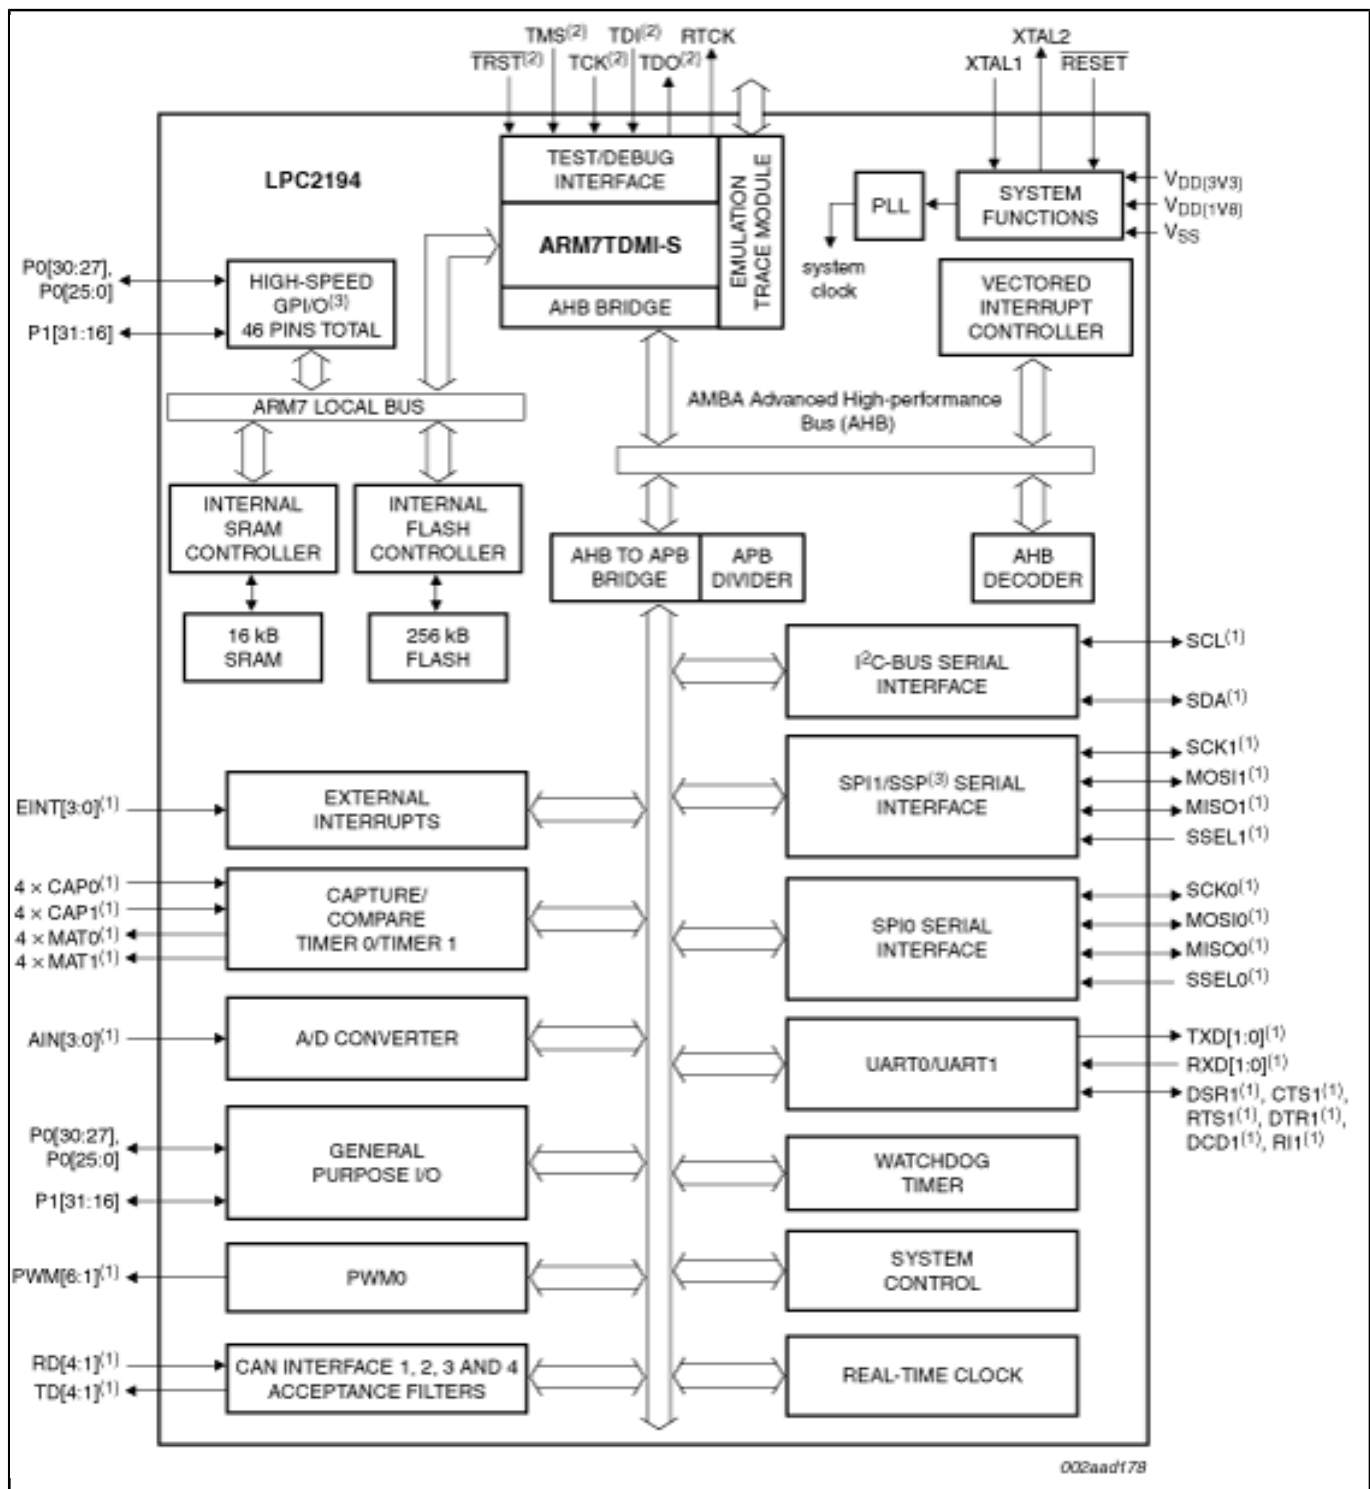 TMS(2) TDI(2) RTCK
TRST(2) TCK(2) TDO(2)
XTAL2
XTAL1 RESET
LPC2194
TEST/DEBUG
INTERFACE
ARM7TDMI-S
AHB BRIDGE
EMULATION
TRACE MODULE
PLL
system
clock
SYSTEM
FUNCTIONS
VDD(3V3)
VDD(1V8)
VSS
P0[30:27],
P0[25:0]
P1[31:16]
HIGH-SPEED
GPI/O(3)
46 PINS TOTAL
VECTORED
INTERRUPT
CONTROLLER
ARM7 LOCAL BUS
AMBA Advanced High-performance
Bus (AHB)
INTERNAL
SRAM
CONTROLLER
INTERNAL
FLASH
CONTROLLER
16 kB
SRAM
256 kB
FLASH
AHB TO APB
BRIDGE
APB
DIVIDER
AHB
DECODER
I2C-BUS SERIAL
INTERFACE
SCL(1)
SDA(1)
SPI1/SSP(3) SERIAL
INTERFACE
SCK1(1)
MOSI1(1)
MISO1(1)
SSEL1(1)
EINT[3:0](1)
EXTERNAL
INTERRUPTS
4 × CAP0(1)
4 × CAP1(1)
4 × MAT0(1)
4 × MAT1(1)
CAPTURE/
COMPARE
TIMER 0/TIMER 1
SPI0 SERIAL
INTERFACE
SCK0(1)
MOSI0(1)
MISO0(1)
SSEL0(1)
AIN[3:0](1)
A/D CONVERTER
UART0/UART1
TXD[1:0](1)
RXD[1:0](1)
DSR1(1), CTS1(1),
RTS1(1), DTR1(1),
DCD1(1), RI1(1)
P0[30:27],
P0[25:0]
P1[31:16]
GENERAL
PURPOSE I/O
WATCHDOG
TIMER
PWM[6:1](1)
PWM0
SYSTEM
CONTROL
RD[4:1](1)
TD[4:1](1)
CAN INTERFACE 1, 2, 3 AND 4
ACCEPTANCE FILTERS
REAL-TIME CLOCK
002aad178